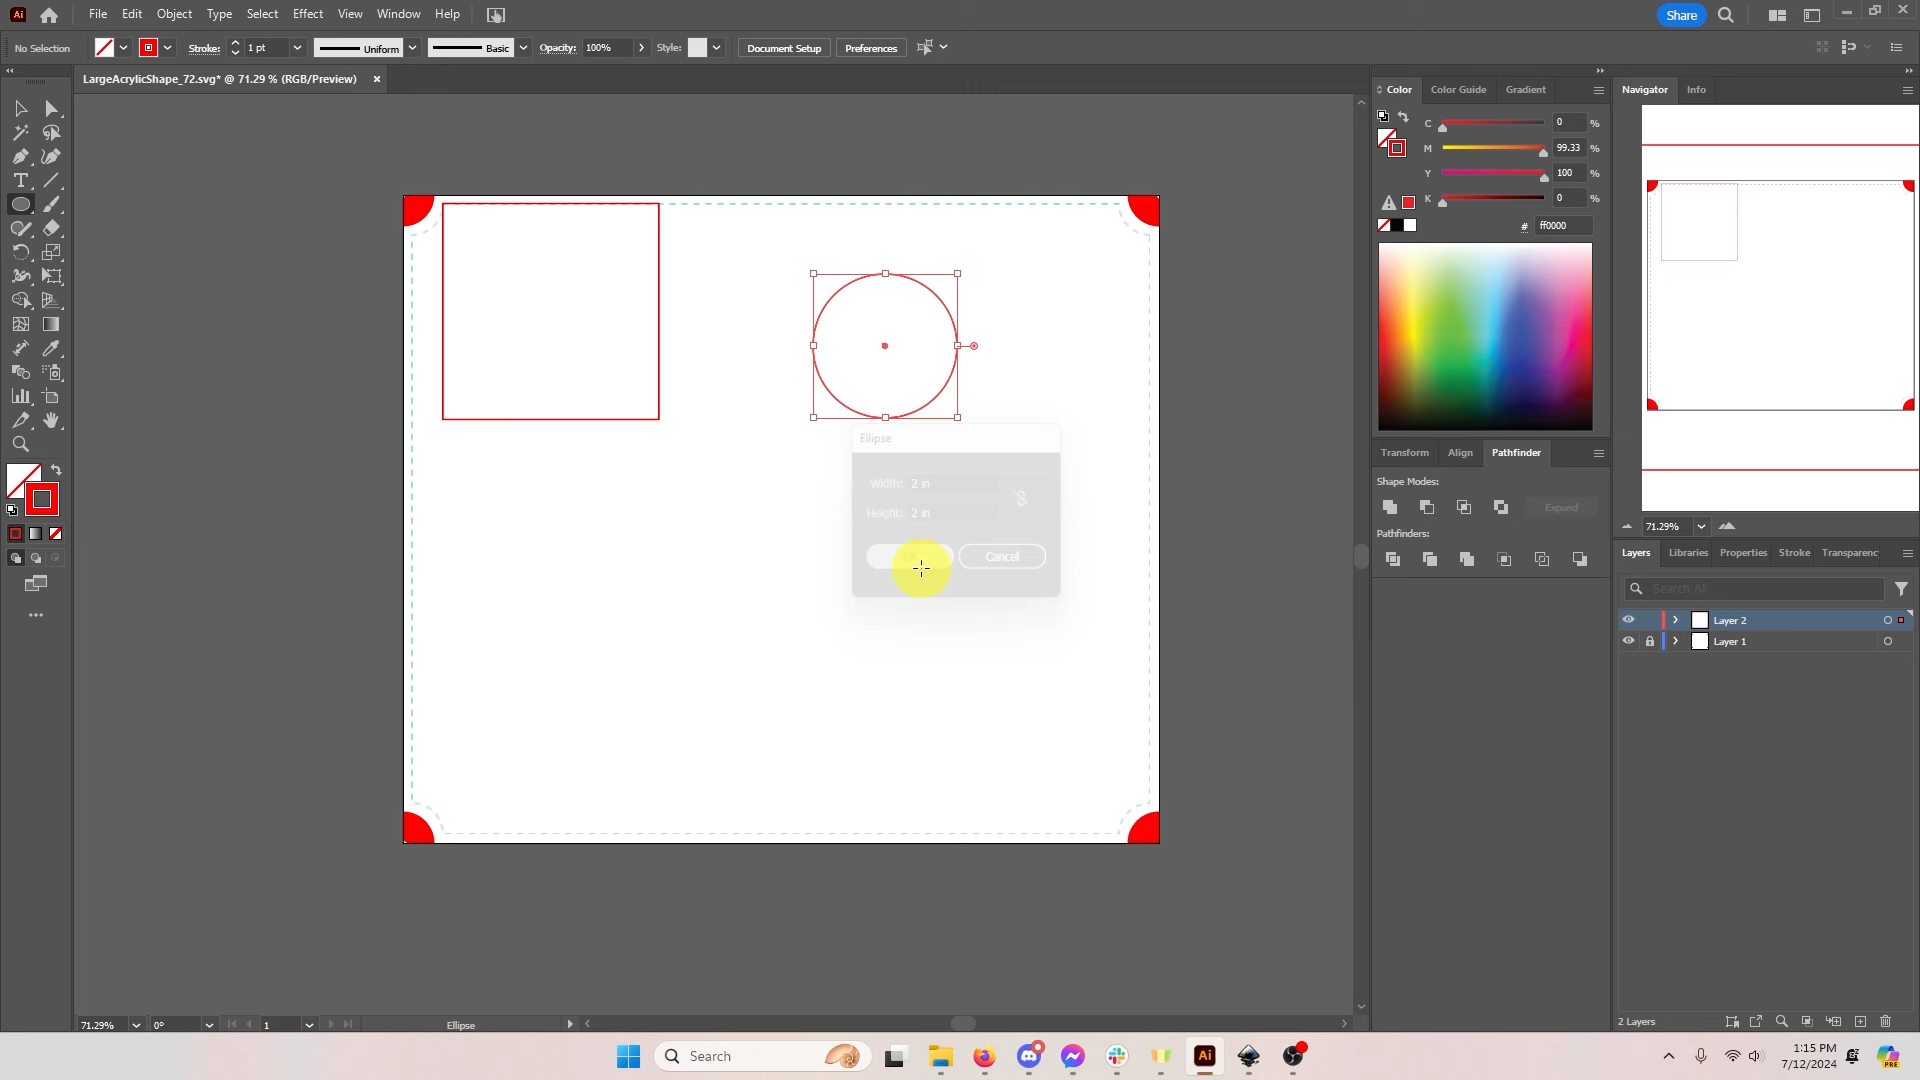 Ai File Edit Object Type Select Effect View Window Help Share
No Selection Stroke: 1 pt Uniform Basic Opacity: 100% Style: Document Setup Preferences
LargeAcrylicShape_72.svg* @ 71.29 % (RGB/Preview) ×
Color Color Guide Gradient
C 0 %
M 99.33 %
Y 100 %
K 0 %
# ff0000
Navigator Info
71.29%
Transform Align Pathfinder
Shape Modes:
Expand
Pathfinders:
Layers Libraries Properties Stroke Transparenc
Search All
Layer 2
Layer 1
2 Layers
Ellipse
Width: 2 in
Height: 2 in
Cancel
T
71.29% 0° 1 Ellipse
Search
Ai
1:15 PM
7/12/2024
PRE